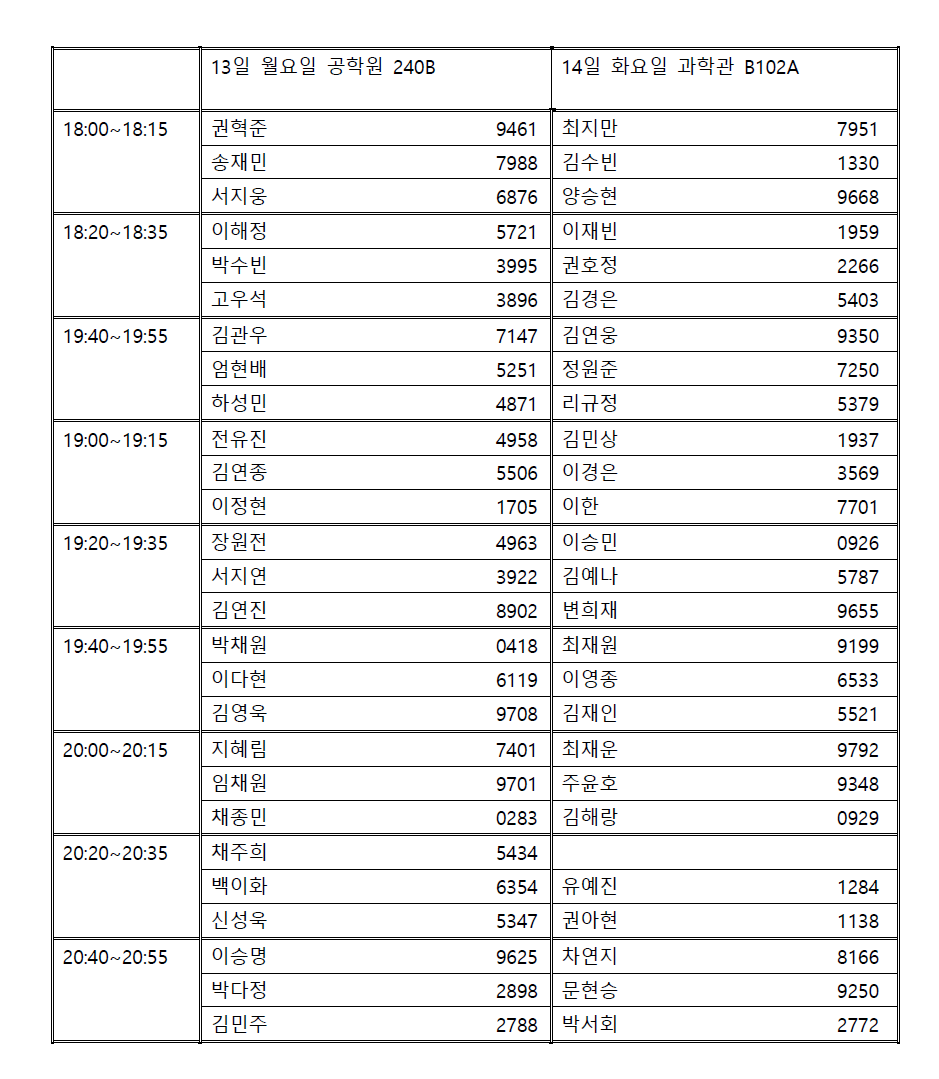 13일 월요일 공학원 240B 14일 화요일 과학관 B102A
18:00~18:15 권혁준 9461 최지만 7951
송재민 7988 김수빈 1330
서지웅 6876 양승현 9668
18:20~18:35 이해정 5721 이재빈 1959
박수빈 3995 권호정 2266
고우석 3896 김경은 5403
19:40~19:55 김관우 7147 김연웅 9350
엄현배 5251 정원준 7250
하성민 4871 리규정 5379
19:00~19:15 전유진 4958 김민상 1937
김연종 5506 이경은 3569
이정현 1705 이한 7701
19:20~19:35 장원전 4963 이승민 0926
서지연 3922 김예나 5787
김연진 8902 변희재 9655
19:40~19:55 박채원 0418 최재원 9199
이다현 6119 이영종 6533
김영욱 9708 김재인 5521
20:00~20:15 지혜림 7401 최재운 9792
임채원 9701 주윤호 9348
채종민 0283 김해랑 0929
20:20~20:35 채주희 5434
백이화 6354 유예진 1284
신성욱 5347 권아현 1138
20:40~20:55 이승명 9625 차연지 8166
박다정 2898 문현승 9250
김민주 2788 박서회 2772